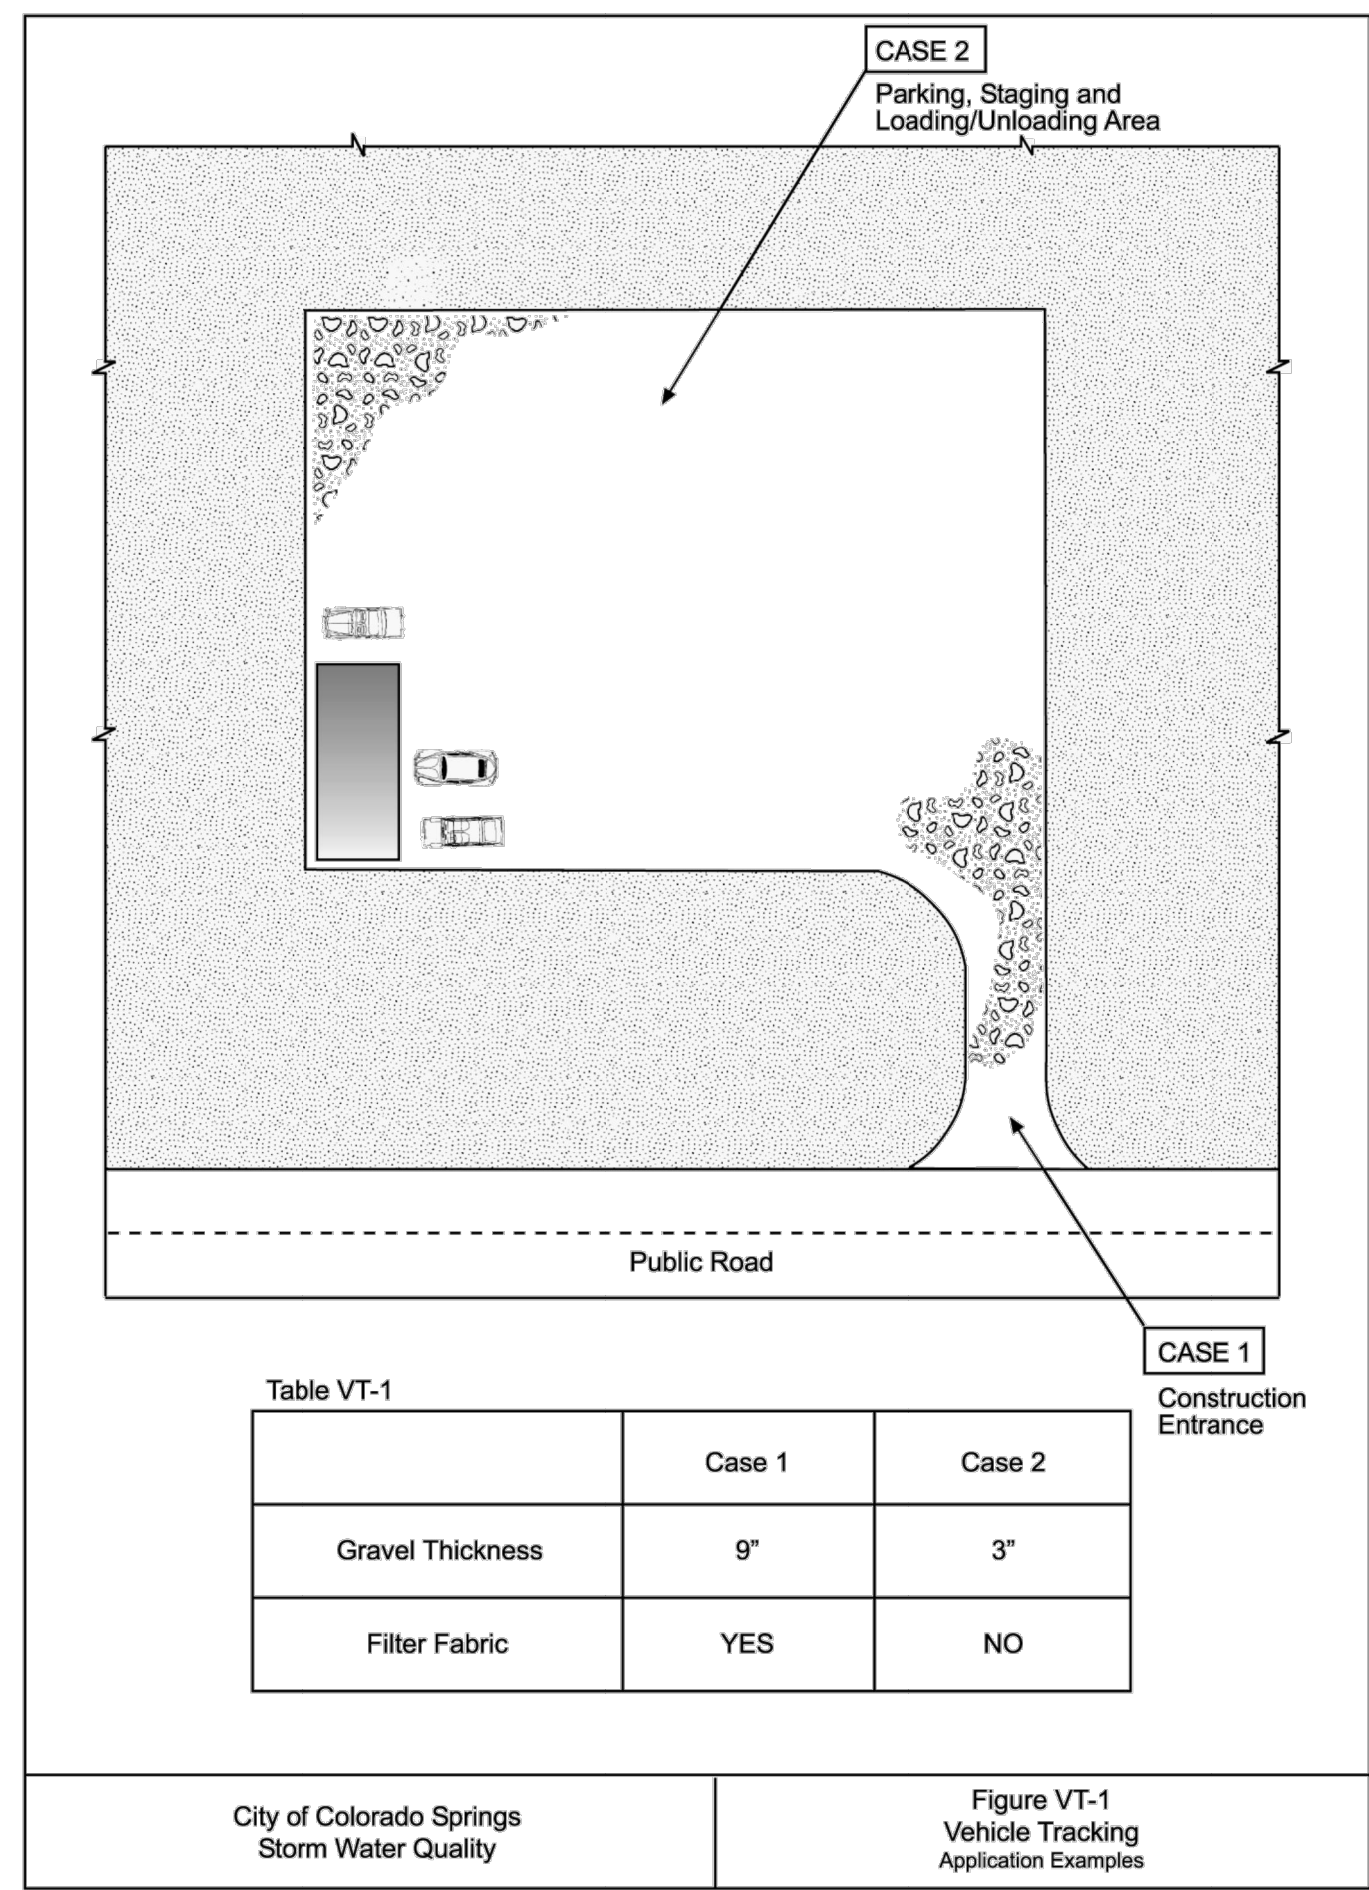 CASE 2
Parking, Staging and
Loading/Unloading Area
Public Road
CASE 1
Construction
Entrance
Table VT-1
Case 1 Case 2
Gravel Thickness 9” 3”
Filter Fabric YES NO
City of Colorado Springs
Storm Water Quality
Figure VT-1
Vehicle Tracking
Application Examples